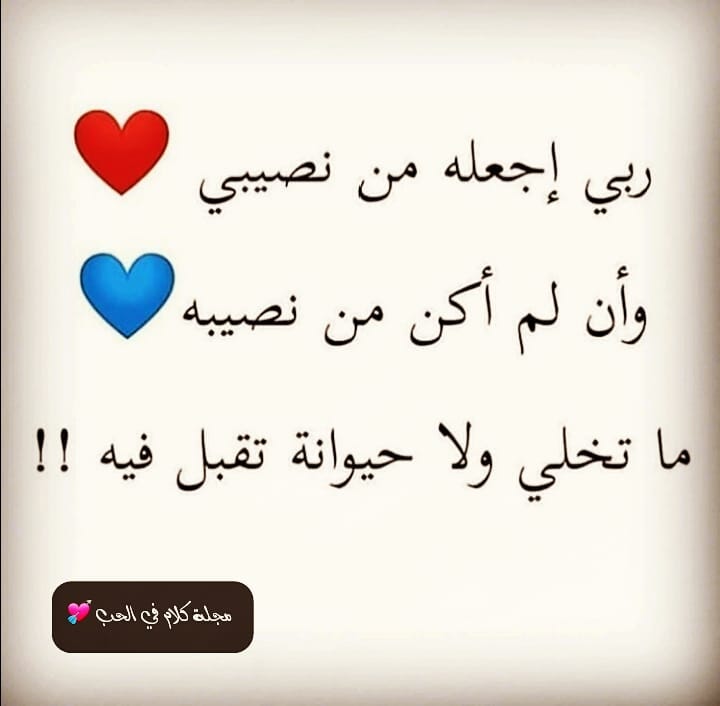 ربي إجعله من نصيبي ❤️
وأن لم أكن من نصيبه 💙
ما تخلي ولا حيوانة تقبل فيه !!
مجلة كلام في الحب 💘